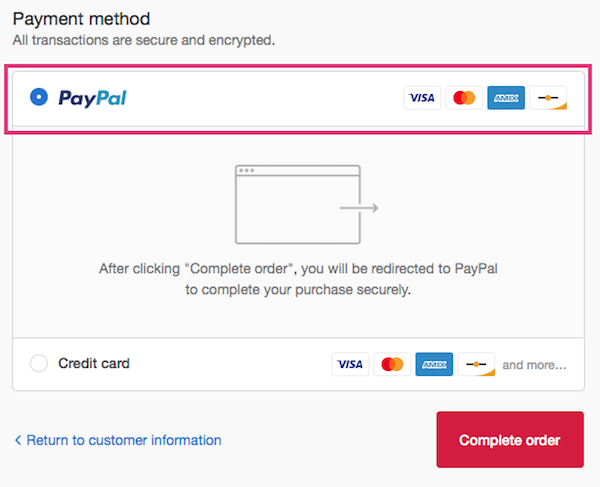 Payment method
All transactions are secure and encrypted.
PayPal VISA AMEX
After clicking "Complete order", you will be redirected to PayPal
to complete your purchase securely.
Credit card VISA AMEX and more...
Return to customer information
Complete order